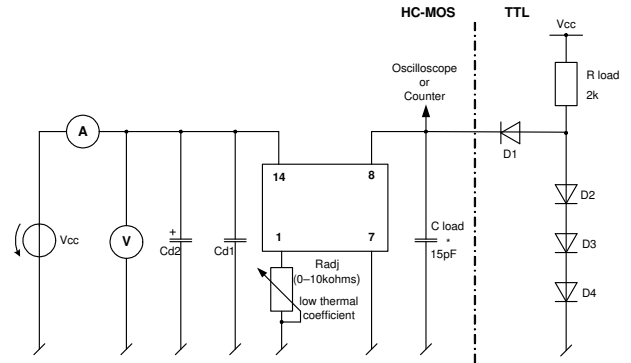 HC-MOS
TTL
Vcc
Oscilloscope
or
Counter
R load
2k
A
D1
14
8
D2
Vcc
V
+
Cd2
Cd1
1
7
C load
*
15pF
D3
Radj
(0–10kohms)
low thermal
coefficient
D4